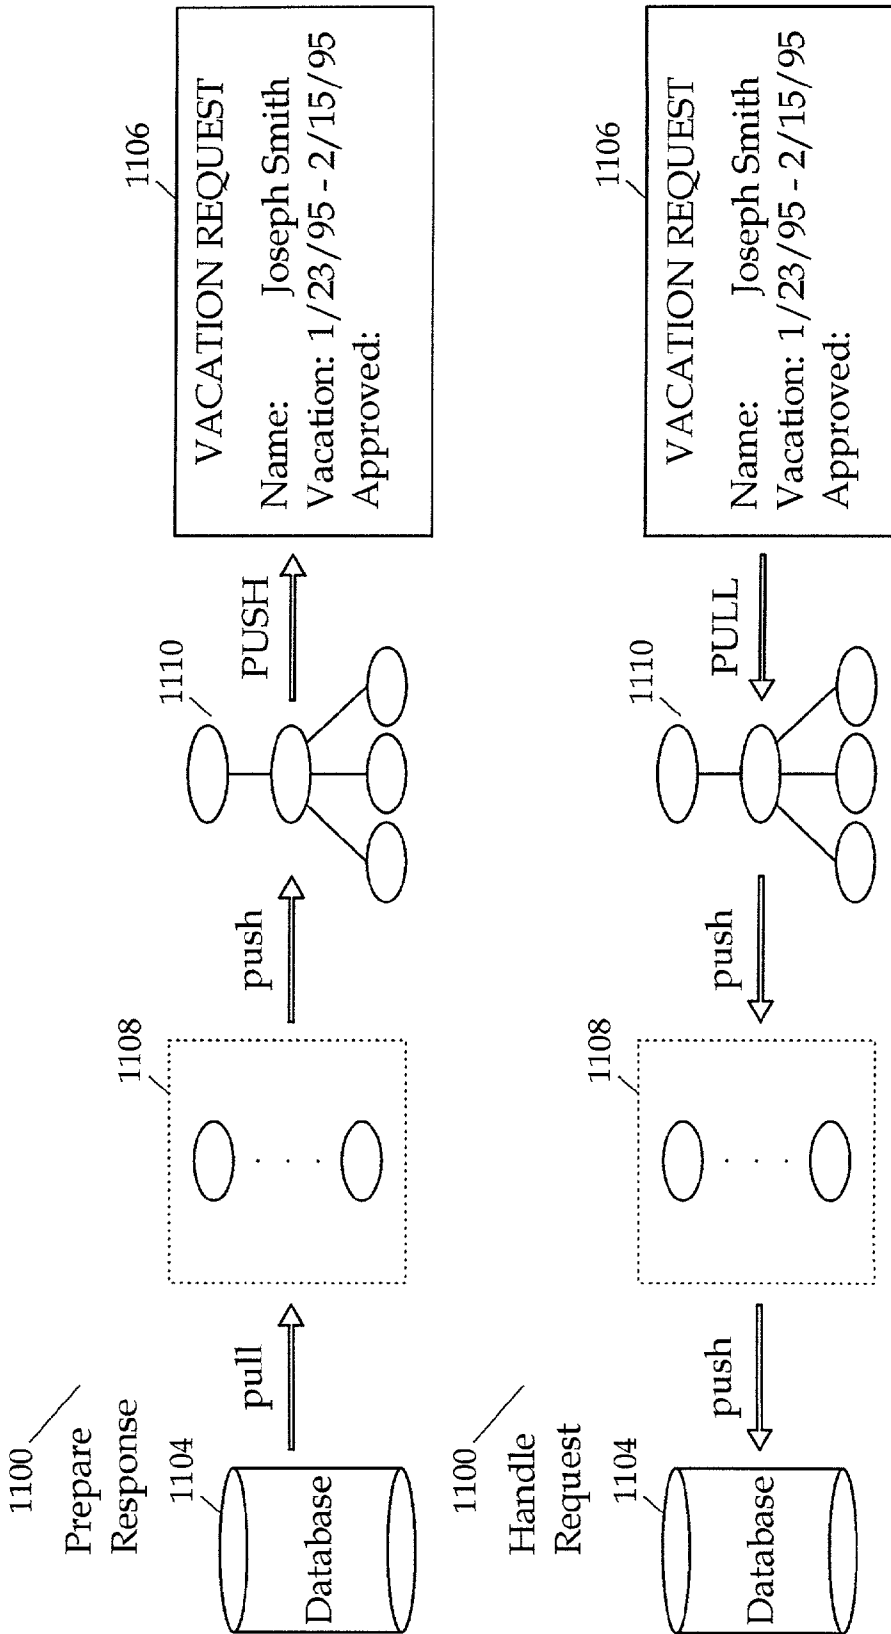 1100
Prepare
Response
1104
Database
pull
1108
push
1110
PUSH
1106
VACATION REQUEST
Name: Joseph Smith
Vacation: 1/23/95 - 2/15/95
Approved:
1100
Handle
Request
1104
Database
push
1108
push
1110
PULL
1106
VACATION REQUEST
Name: Joseph Smith
Vacation: 1/23/95 - 2/15/95
Approved: